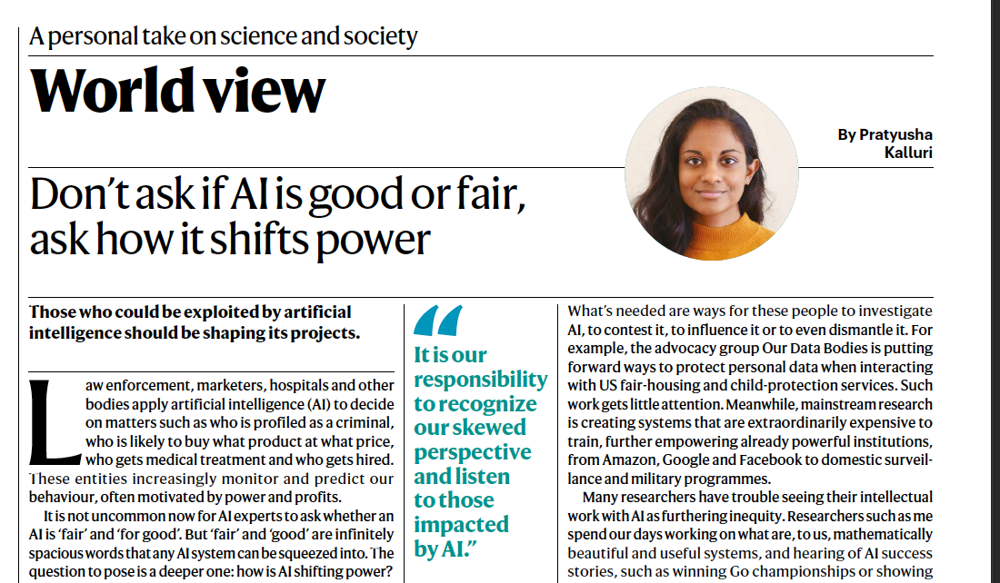 A personal take on science and society
World view
By Pratyusha
Kalluri
Don’t ask if AI is good or fair,
ask how it shifts power
Those who could be exploited by artificial
intelligence should be shaping its projects.
Law enforcement, marketers, hospitals and other
bodies apply artificial intelligence (AI) to decide
on matters such as who is profiled as a criminal,
who is likely to buy what product at what price,
who gets medical treatment and who gets hired.
These entities increasingly monitor and predict our
behaviour, often motivated by power and profits.
It is not uncommon now for AI experts to ask whether an
AI is ‘fair’ and ‘for good’. But ‘fair’ and ‘good’ are infinitely
spacious words that any AI system can be squeezed into. The
question to pose is a deeper one: how is AI shifting power?
“
It is our
responsibility
to recognize
our skewed
perspective
and listen
to those
impacted
by AI.”
What’s needed are ways for these people to investigate
AI, to contest it, to influence it or to even dismantle it. For
example, the advocacy group Our Data Bodies is putting
forward ways to protect personal data when interacting
with US fair-housing and child-protection services. Such
work gets little attention. Meanwhile, mainstream research
is creating systems that are extraordinarily expensive to
train, further empowering already powerful institutions,
from Amazon, Google and Facebook to domestic surveil-
lance and military programmes.
Many researchers have trouble seeing their intellectual
work with AI as furthering inequity. Researchers such as me
spend our days working on what are, to us, mathematically
beautiful and useful systems, and hearing of AI success
stories, such as winning Go championships or showing